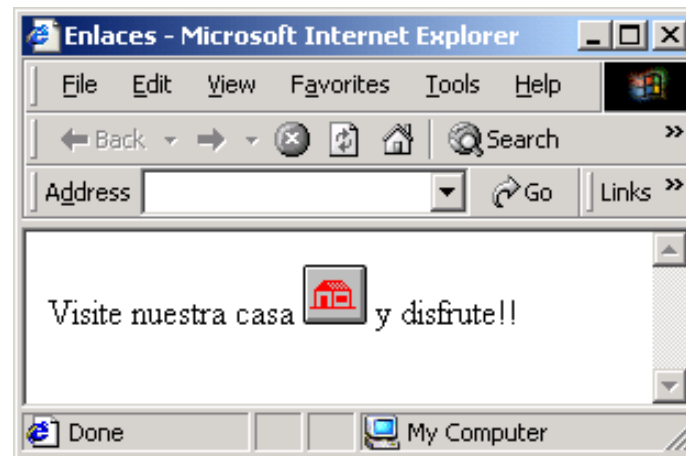 Enlaces - Microsoft Internet Explorer
File Edit View Favorites Tools Help
Back Search »
Address Go Links »
Visite nuestra casa y disfrute!!
Done My Computer